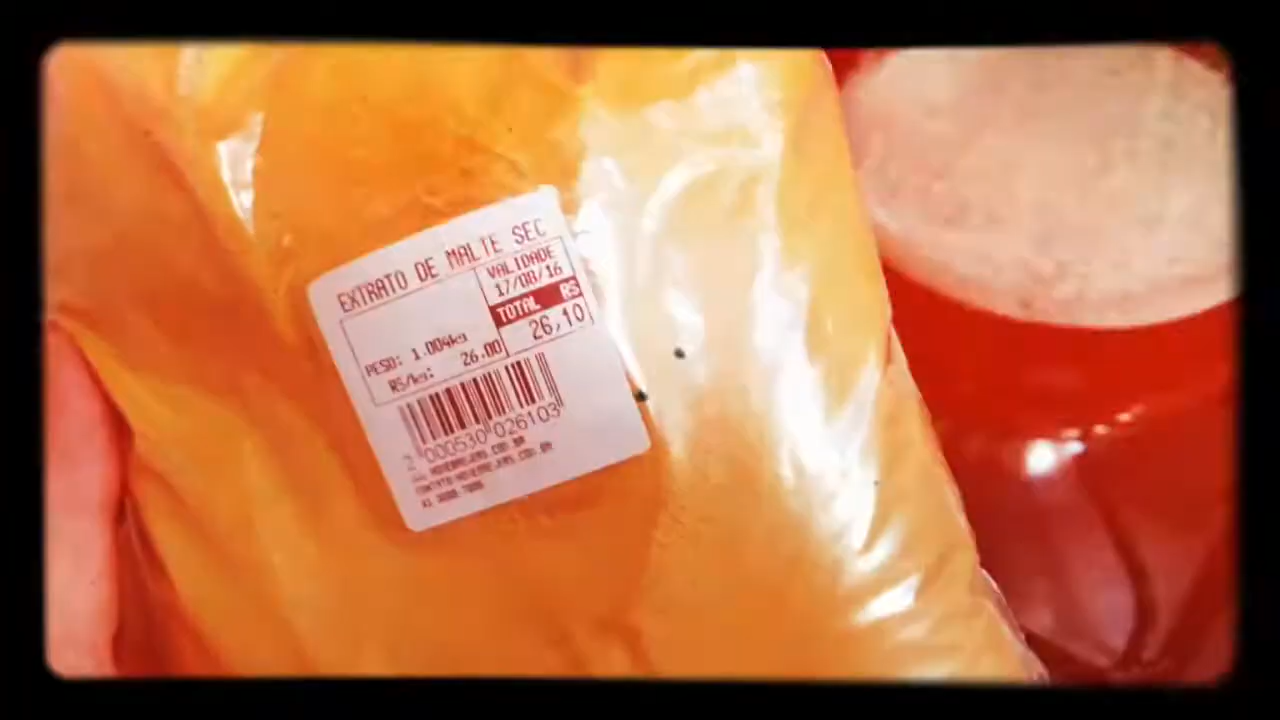 EXTRATO DE MALTE SEC
VALIDADE
17/08/16
TOTAL R$
26,10
PESO: 1.004kg
R$/kg: 26.00
2 000530 026103